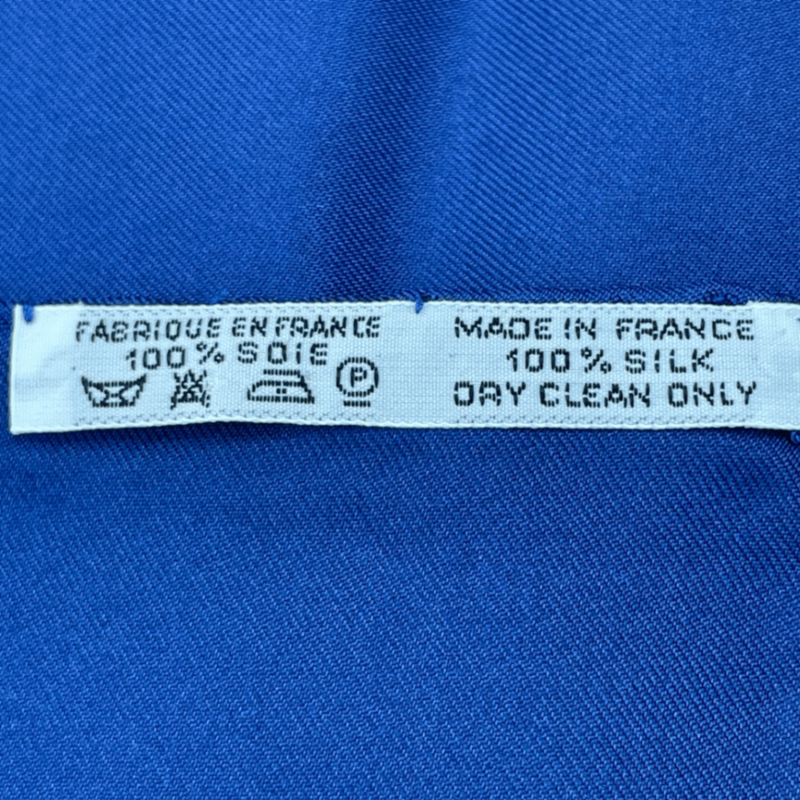 FABRIQUE EN FRANCE
100% SOIE
P
MADE IN FRANCE
100% SILK
DRY CLEAN ONLY